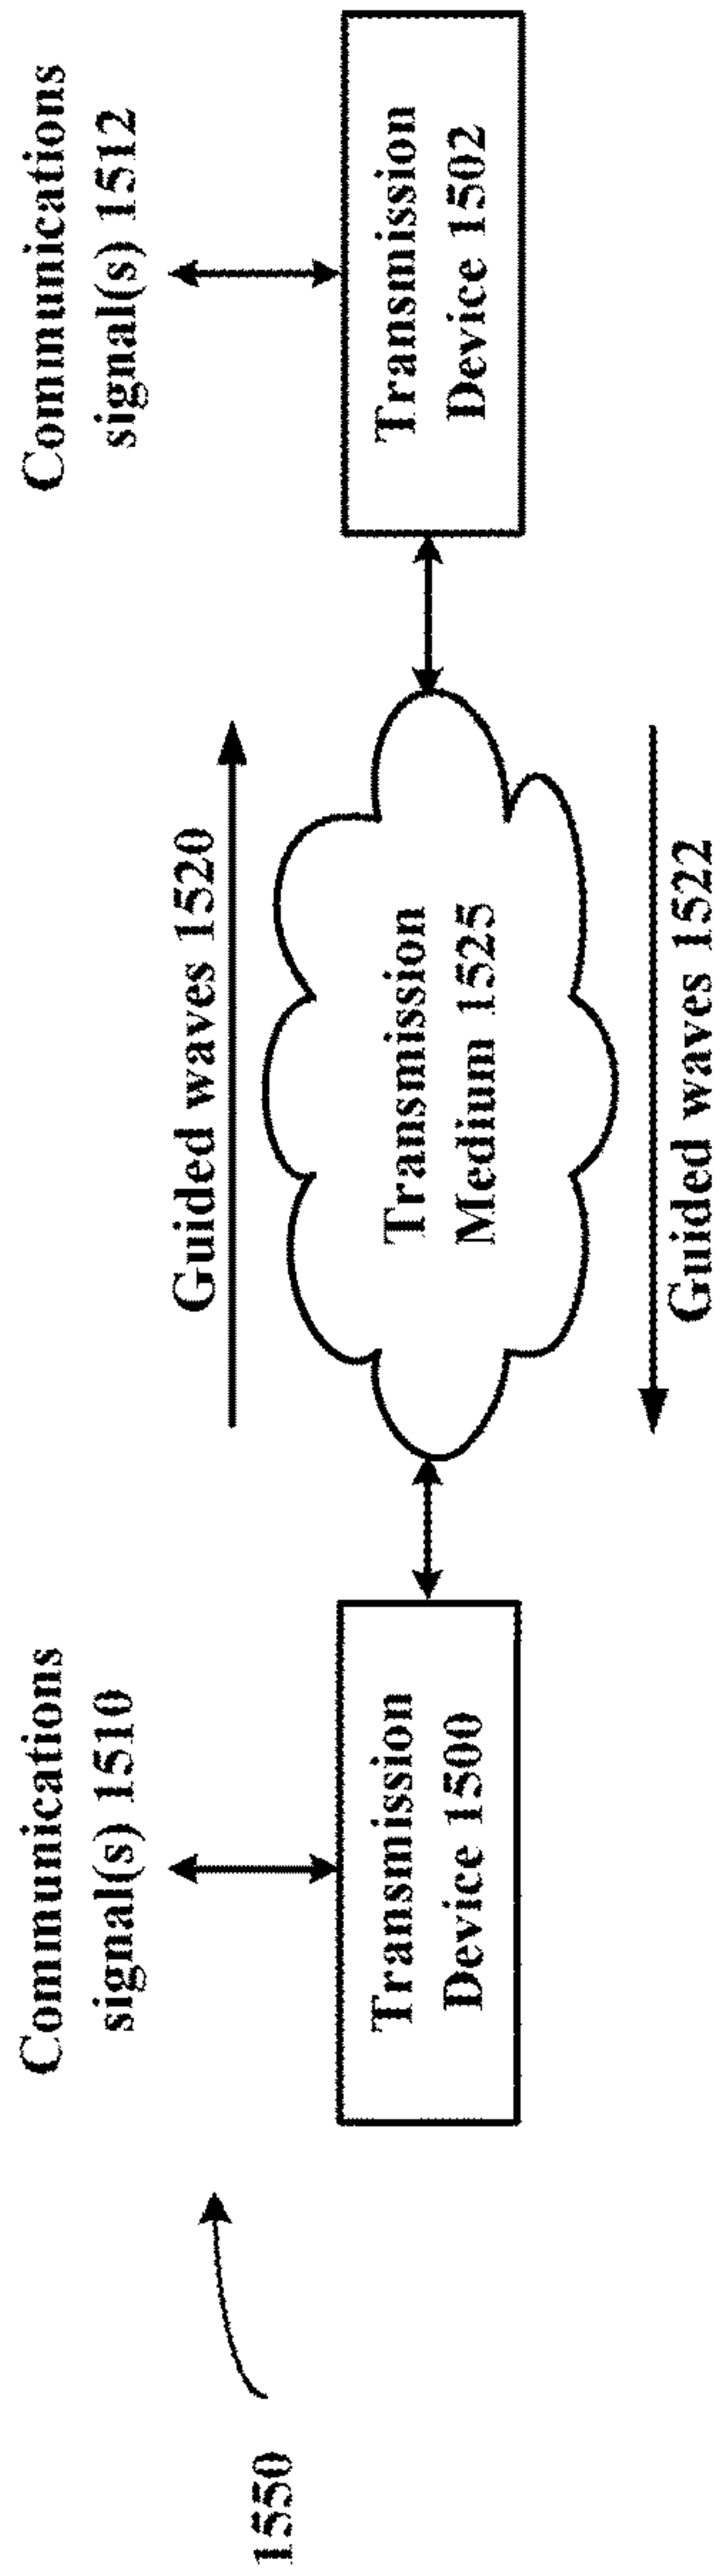 1550
Communications
signal(s) 1510
Transmission
Device 1500
Guided waves 1520
Transmission
Medium 1525
Guided waves 1522
Communications
signal(s) 1512
Transmission
Device 1502